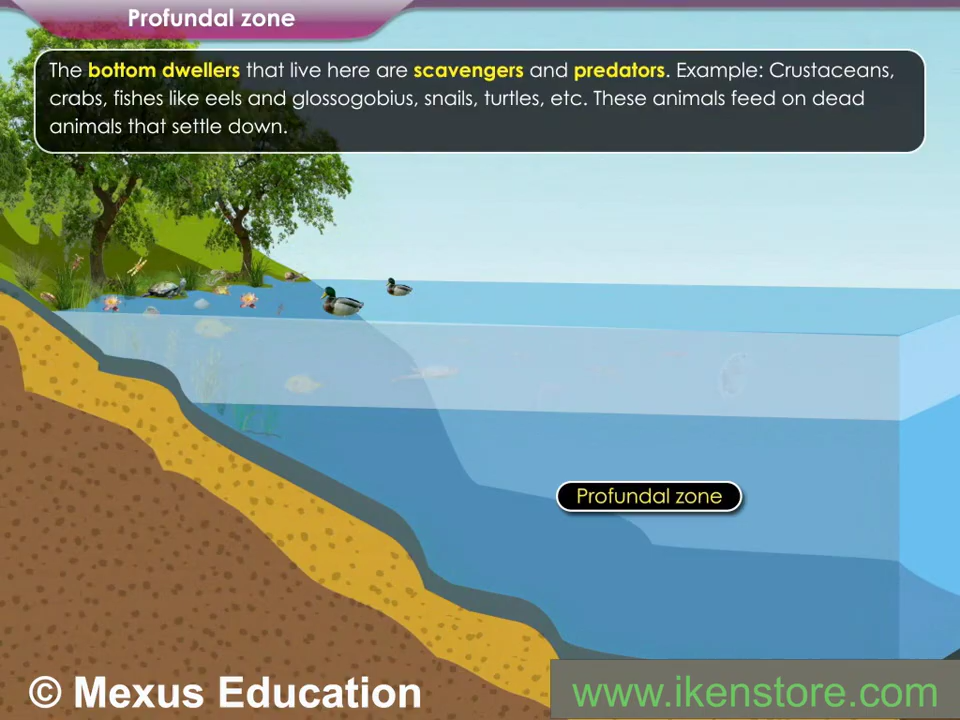 Profundal zone
The bottom dwellers that live here are scavengers and predators. Example: Crustaceans,
crabs, fishes like eels and glossogobius, snails, turtles, etc. These animals feed on dead
animals that settle down.
Profundal zone
© Mexus Education
www.ikenstore.com